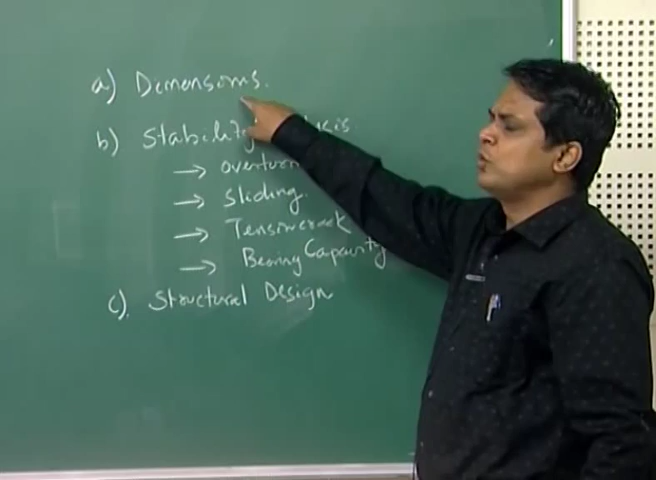 a) Dimensions.
b) Stability
→ overturn
→ sliding.
→ Tension crack
→ Bearing Capacity
c). Structural Design